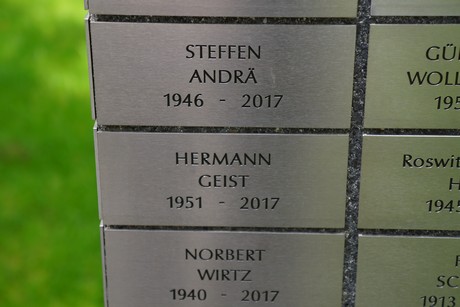 STEFFEN
ANDRÄ
1946 - 2017
HERMANN
GEIST
1951 - 2017
NORBERT
WIRTZ
1940 - 2017